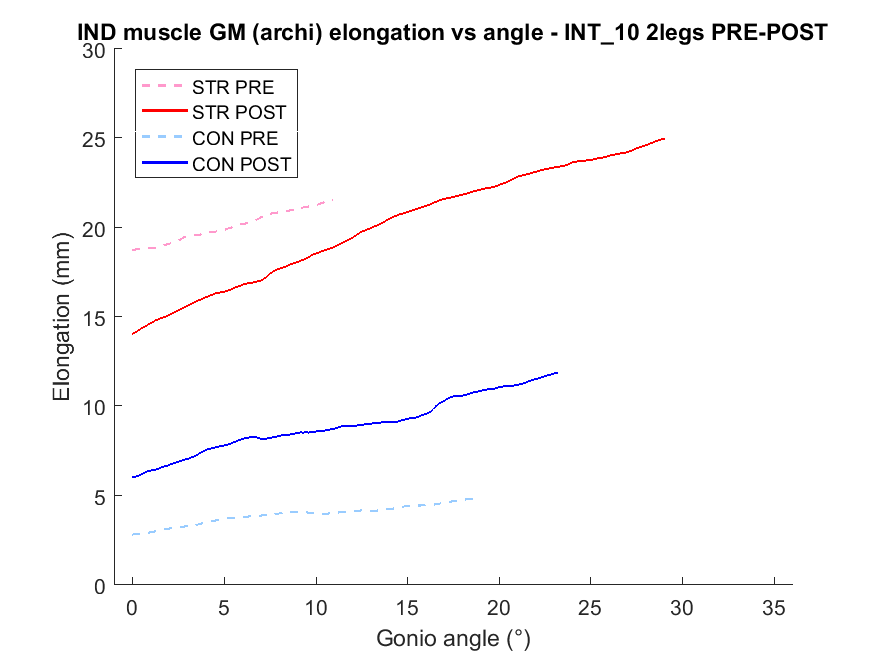 IND muscle GM (archi) elongation vs angle - INT_10 2legs PRE-POST
30
25
20
15
10
5
0
Elongation (mm)
STR PRE
STR POST
CON PRE
CON POST
0 5 10 15 20 25 30 35
Gonio angle (°)